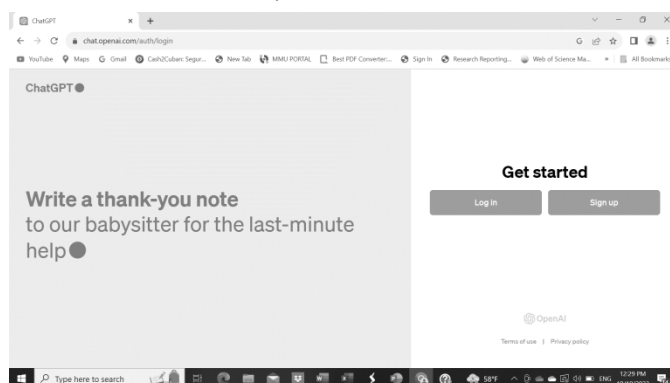 ChatGPT
chat.openai.com/auth/login
YouTube Maps Gmail Cash2Cuban: Segur... New Tab MMU PORTAL Best PDF Converter:... Sign In Research Reporting... Web of Science Ma... » All Bookmarks
ChatGPT
Get started
Log in Sign up
Write a thank-you note
to our babysitter for the last-minute
help
OpenAI
Terms of use | Privacy policy
Type here to search 58°F ENG 12:29 PM